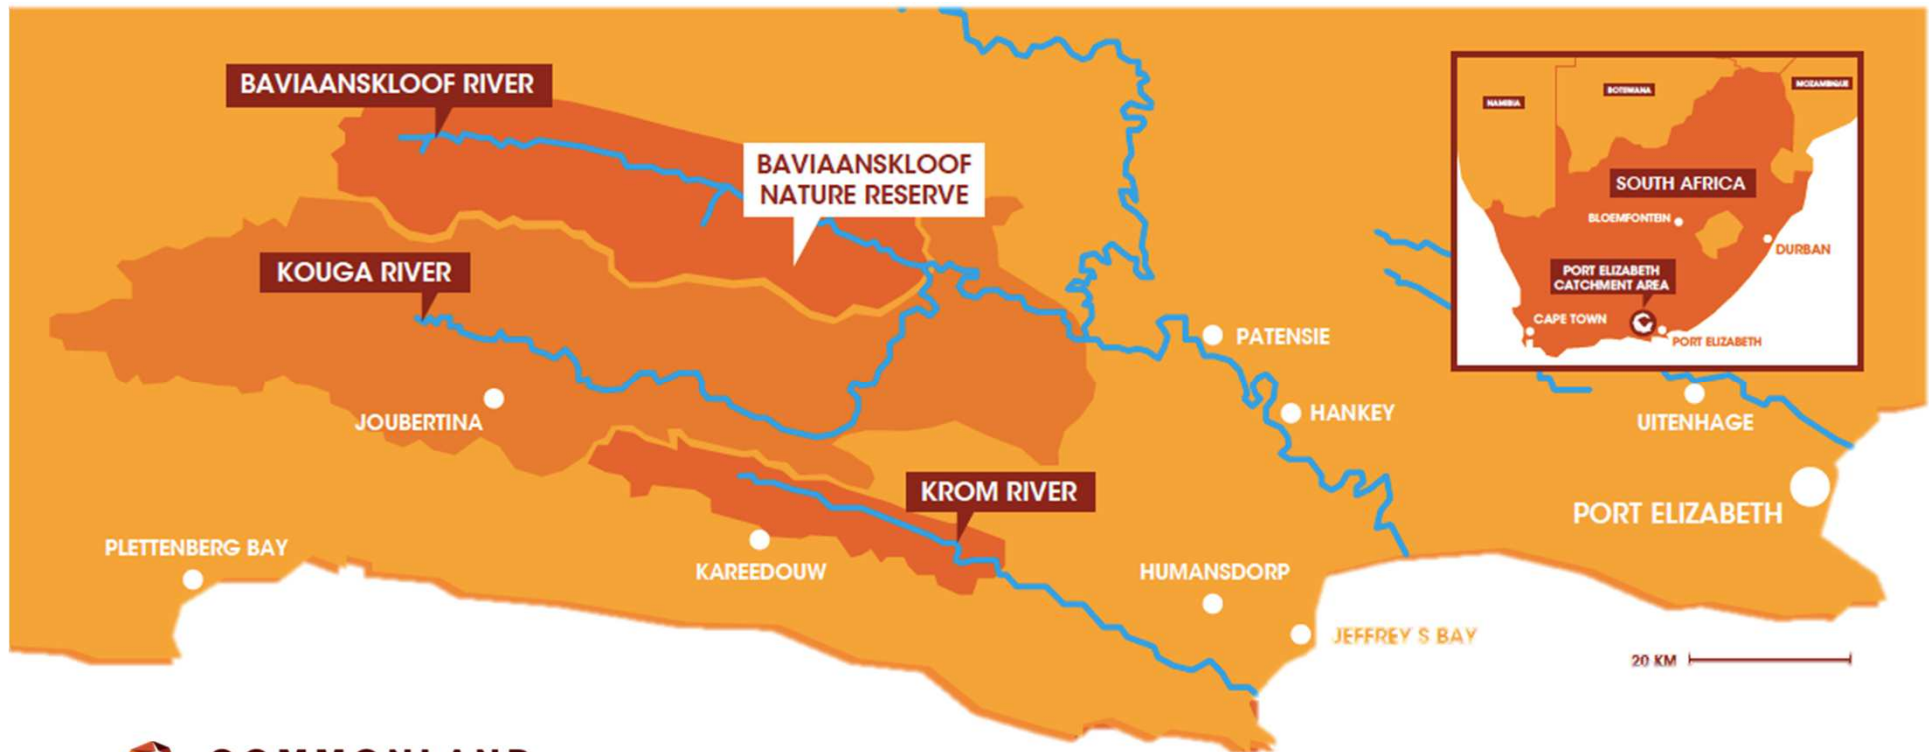 BAVIAANSKLOOF RIVER
BAVIAANSKLOOF
NATURE RESERVE
KOUGA RIVER
JOUBERTINA
KROM RIVER
PLETTENBERG BAY
KAREEDOUW
HUMANSDORP
JEFFREY S BAY
PATENSIE
HANKEY
UITENHAGE
PORT ELIZABETH
20 KM
NAMIBIA
BOTSWANA
MOZAMBIQUE
SOUTH AFRICA
BLOEMFONTEIN
DURBAN
PORT ELIZABETH
CATCHMENT AREA
CAPE TOWN
PORT ELIZABETH
COMMONLAND